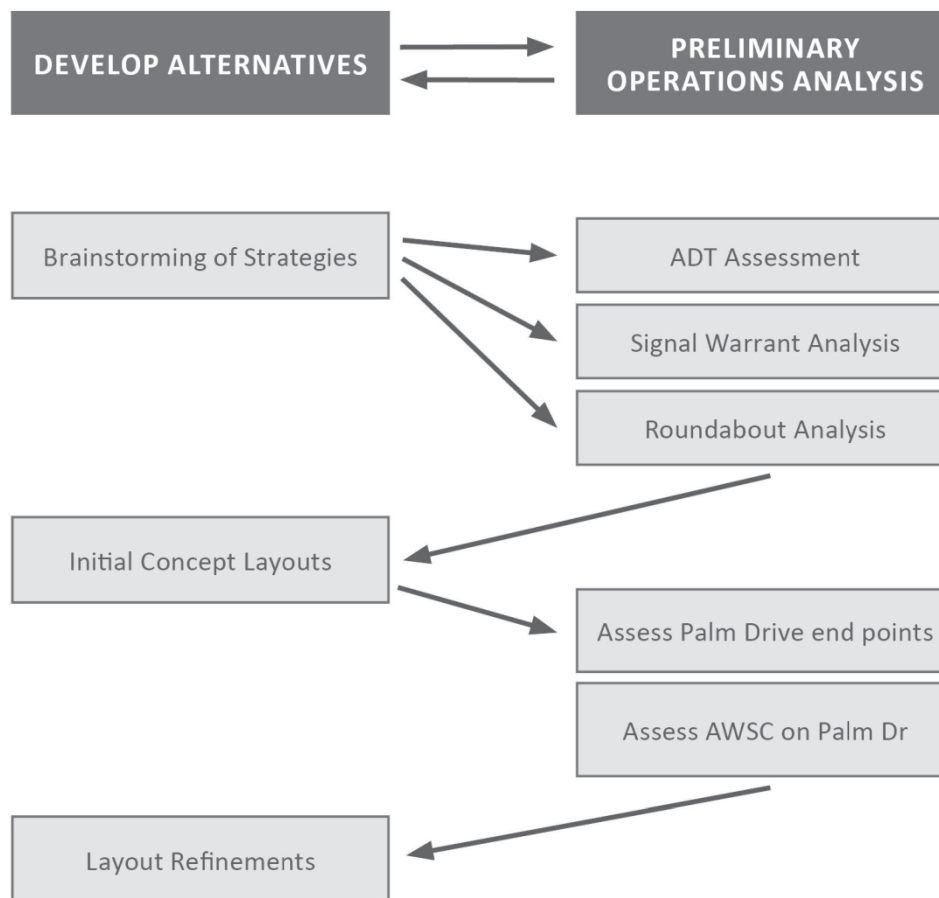 DEVELOP ALTERNATIVES
PRELIMINARY
OPERATIONS ANALYSIS
Brainstorming of Strategies
ADT Assessment
Signal Warrant Analysis
Roundabout Analysis
Initial Concept Layouts
Assess Palm Drive end points
Assess AWSC on Palm Dr
Layout Refinements